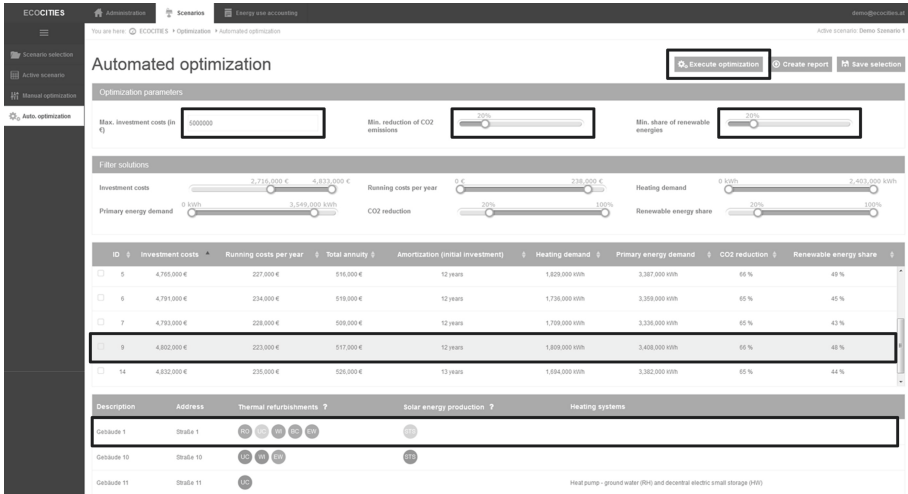 ECOCITIES
Administration
Scenarios
Energy use accounting
demo@ecocities.at
You are here: ECOCITIES Optimization Automated optimization
Active scenario: Demo Szenario 1
Scenario selection
Active scenario
Manual optimization
Auto. optimization
Automated optimization
Execute optimization
Create report
Save selection
Optimization parameters
Max. investment costs (in €)
5000000
Min. reduction of CO2 emissions
20%
Min. share of renewable energies
20%
Filter solutions
Investment costs
2,716,000 € 4,833,000 €
Running costs per year
0 € 238,000 €
Heating demand
0 kWh 2,403,000 kWh
Primary energy demand
0 kWh 3,549,000 kWh
CO2 reduction
20% 100%
Renewable energy share
20% 100%
ID Investment costs Running costs per year Total annuity Amortization (initial investment) Heating demand Primary energy demand CO2 reduction Renewable energy share
5 4,765,000 € 227,000 € 516,000 € 12 years 1,829,000 kWh 3,387,000 kWh 66 % 49 %
6 4,791,000 € 234,000 € 519,000 € 12 years 1,736,000 kWh 3,359,000 kWh 65 % 45 %
7 4,793,000 € 228,000 € 509,000 € 12 years 1,709,000 kWh 3,336,000 kWh 65 % 43 %
9 4,802,000 € 223,000 € 517,000 € 12 years 1,809,000 kWh 3,408,000 kWh 66 % 48 %
14 4,832,000 € 235,000 € 526,000 € 13 years 1,694,000 kWh 3,382,000 kWh 65 % 44 %
Description Address Thermal refurbishments ? Solar energy production ? Heating systems
Gebäude 1 Straße 1 RO UC WI BC EW STS
Gebäude 10 Straße 10 UC WI EW STS
Gebäude 11 Straße 11 UC Heat pump - ground water (RH) and decentral electric small storage (HW)